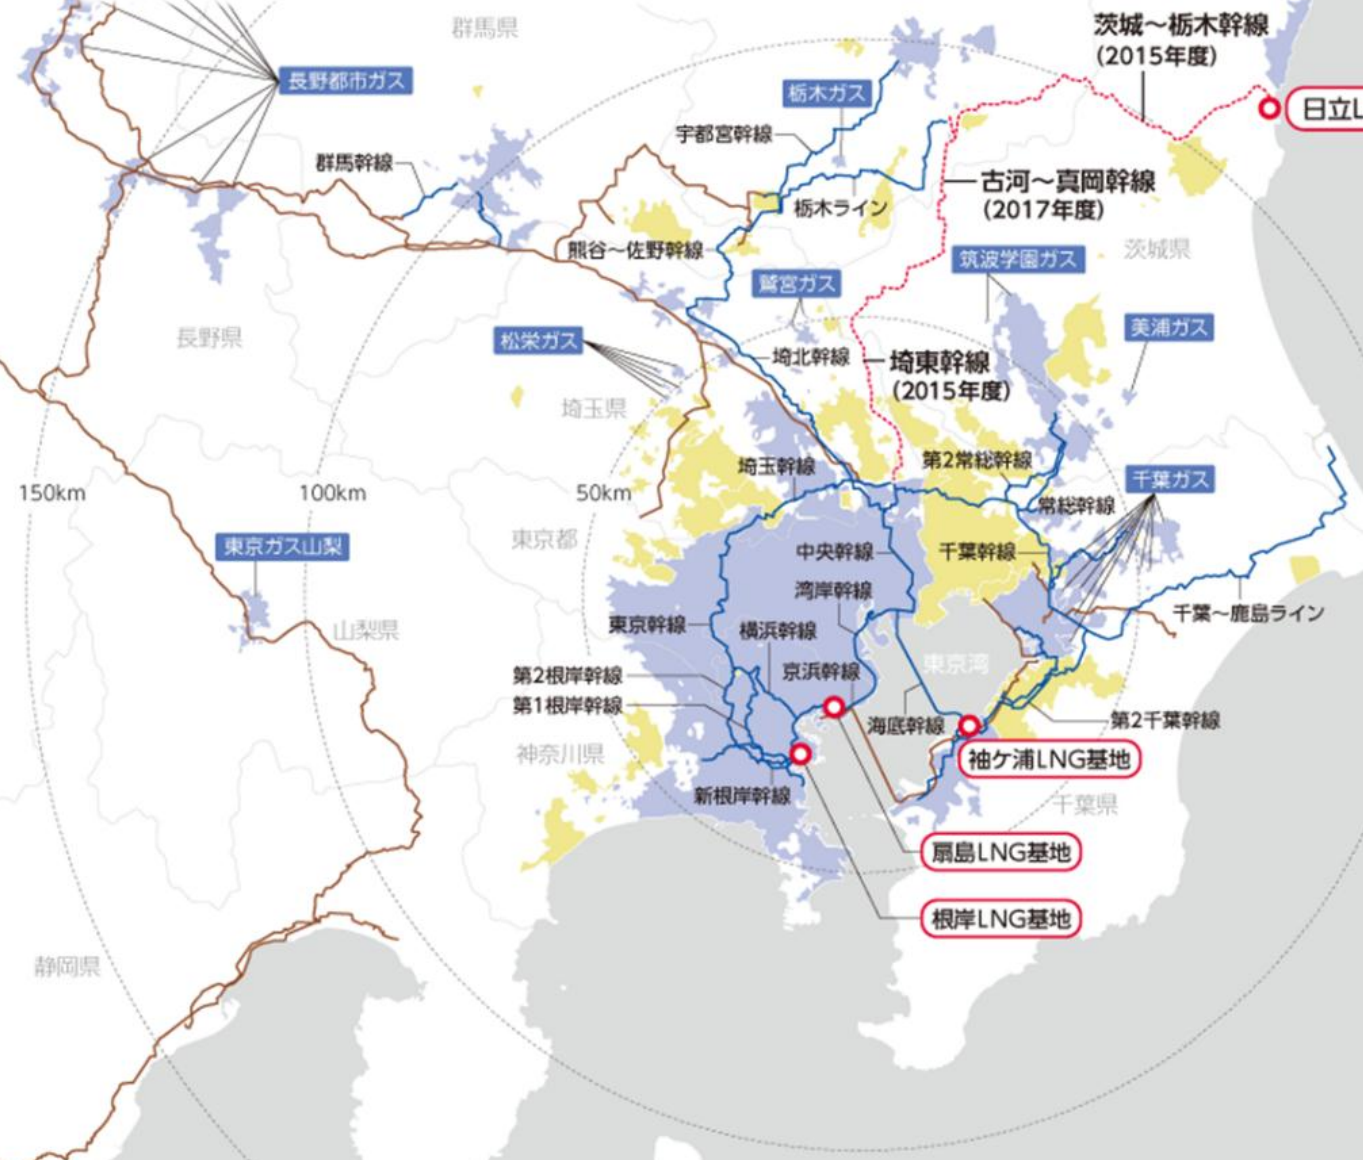 群馬県
茨城〜栃木幹線
(2015年度)
長野都市ガス
栃木ガス
日立L
宇都宮幹線
群馬幹線
古河〜真岡幹線
(2017年度)
栃木ライン
熊谷〜佐野幹線
茨城県
筑波学園ガス
鷲宮ガス
長野県
松栄ガス
美浦ガス
埼北幹線
埼東幹線
(2015年度)
埼玉県
埼玉幹線
第2常総幹線
千葉ガス
150km
100km
50km
常総幹線
東京都
東京ガス山梨
中央幹線
千葉幹線
湾岸幹線
千葉〜鹿島ライン
山梨県
東京幹線
横浜幹線
東京湾
第2根岸幹線
京浜幹線
第1根岸幹線
海底幹線
第2千葉幹線
神奈川県
袖ケ浦LNG基地
新根岸幹線
千葉県
扇島LNG基地
根岸LNG基地
静岡県